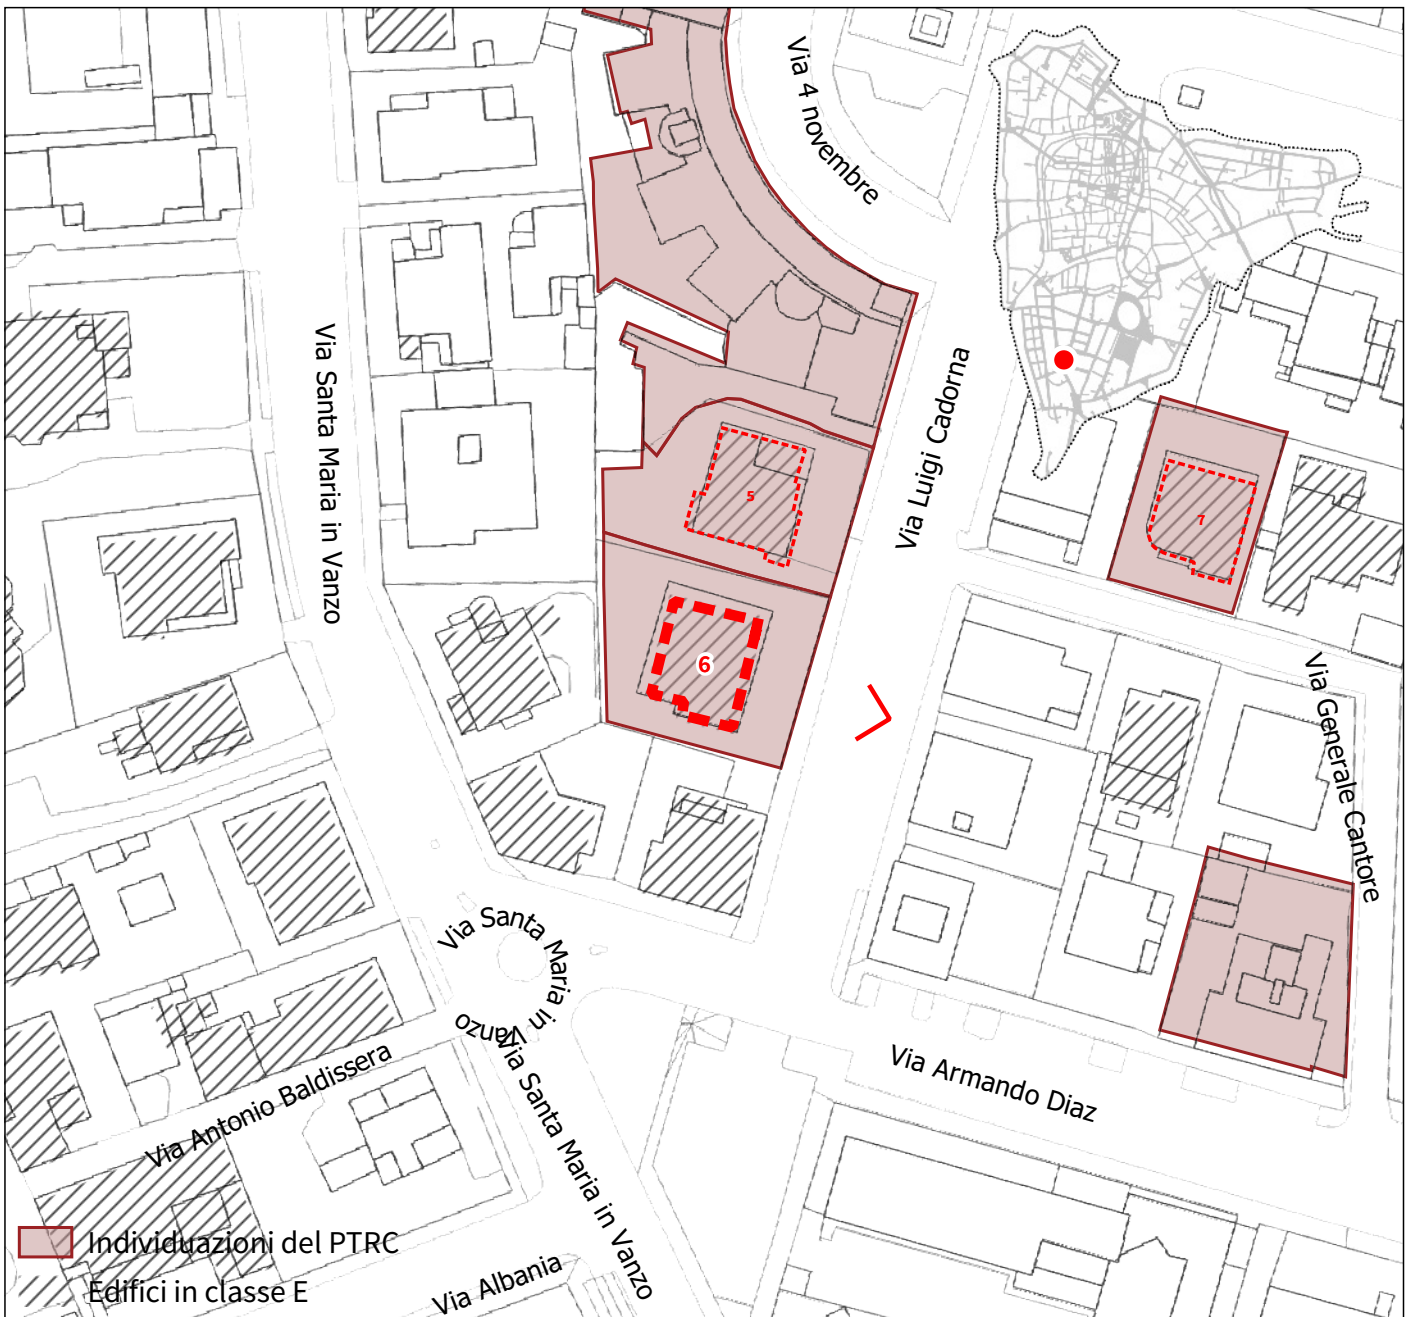 Via 4 novembre
Via Santa Maria in Vanzo
Via Luigi Cadorna
5
7
6
Via Generale Cantore
Via Santa Maria in Vanzo
Via Santa Maria in Vanzo
Via Antonio Baldissera
Via Armando Diaz
Individuazioni del PTRC
Edifici in classe E
Via Albania